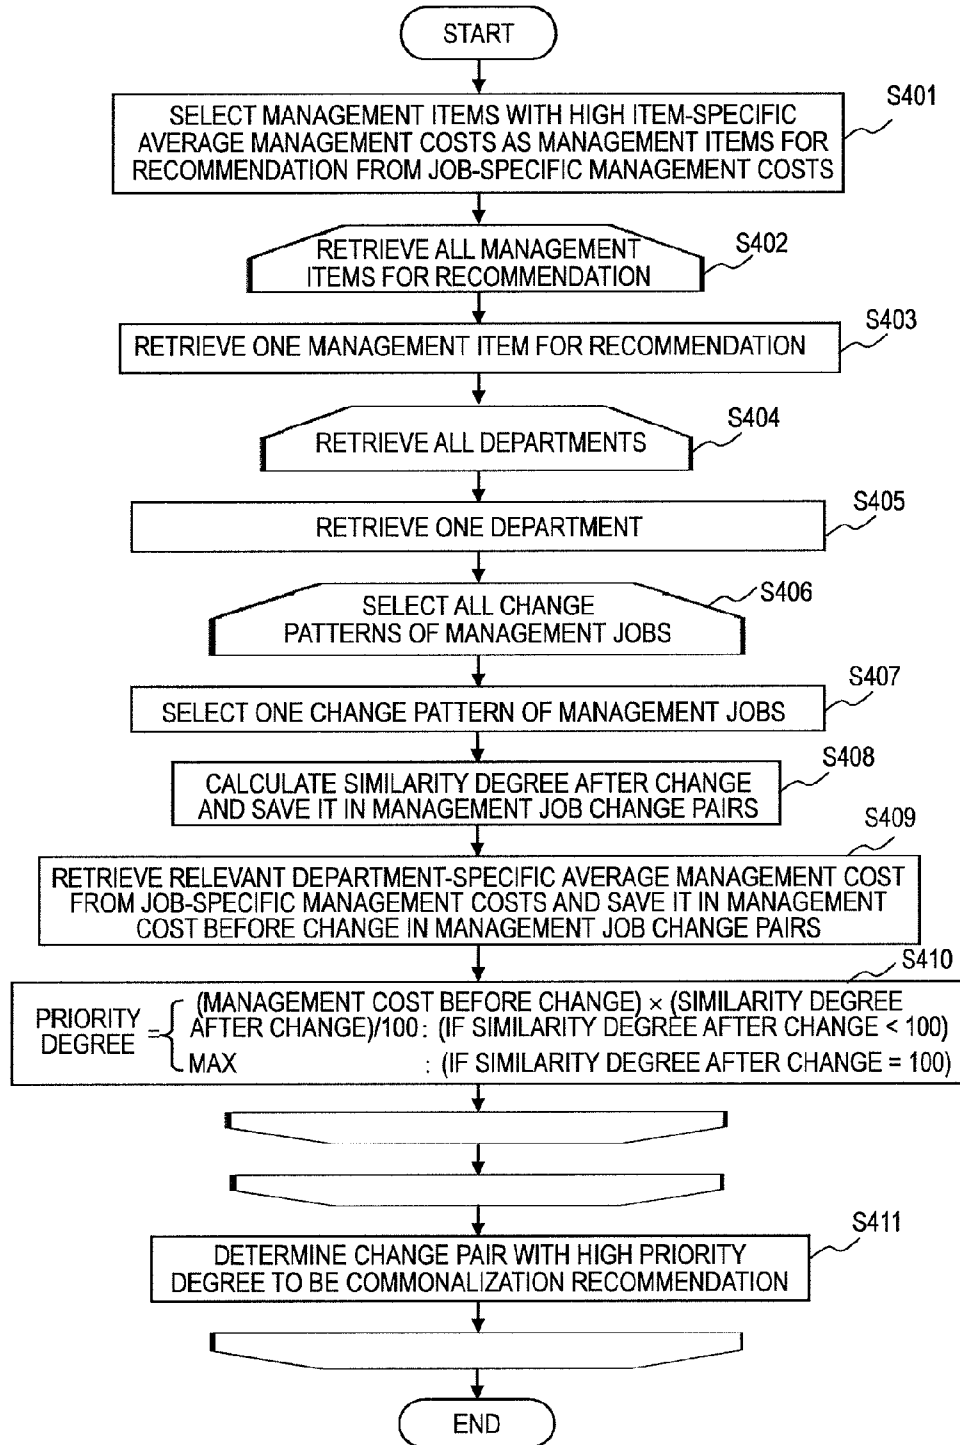 START
S401
SELECT MANAGEMENT ITEMS WITH HIGH ITEM-SPECIFIC
AVERAGE MANAGEMENT COSTS AS MANAGEMENT ITEMS FOR
RECOMMENDATION FROM JOB-SPECIFIC MANAGEMENT COSTS
S402
RETRIEVE ALL MANAGEMENT
ITEMS FOR RECOMMENDATION
S403
RETRIEVE ONE MANAGEMENT ITEM FOR RECOMMENDATION
S404
RETRIEVE ALL DEPARTMENTS
S405
RETRIEVE ONE DEPARTMENT
S406
SELECT ALL CHANGE
PATTERNS OF MANAGEMENT JOBS
S407
SELECT ONE CHANGE PATTERN OF MANAGEMENT JOBS
S408
CALCULATE SIMILARITY DEGREE AFTER CHANGE
AND SAVE IT IN MANAGEMENT JOB CHANGE PAIRS
S409
RETRIEVE RELEVANT DEPARTMENT-SPECIFIC AVERAGE MANAGEMENT COST
FROM JOB-SPECIFIC MANAGEMENT COSTS AND SAVE IT IN MANAGEMENT
COST BEFORE CHANGE IN MANAGEMENT JOB CHANGE PAIRS
S410
PRIORITY
DEGREE = {
(MANAGEMENT COST BEFORE CHANGE) × (SIMILARITY DEGREE
AFTER CHANGE)/100 : (IF SIMILARITY DEGREE AFTER CHANGE < 100)
MAX : (IF SIMILARITY DEGREE AFTER CHANGE = 100)
S411
DETERMINE CHANGE PAIR WITH HIGH PRIORITY
DEGREE TO BE COMMONALIZATION RECOMMENDATION
END